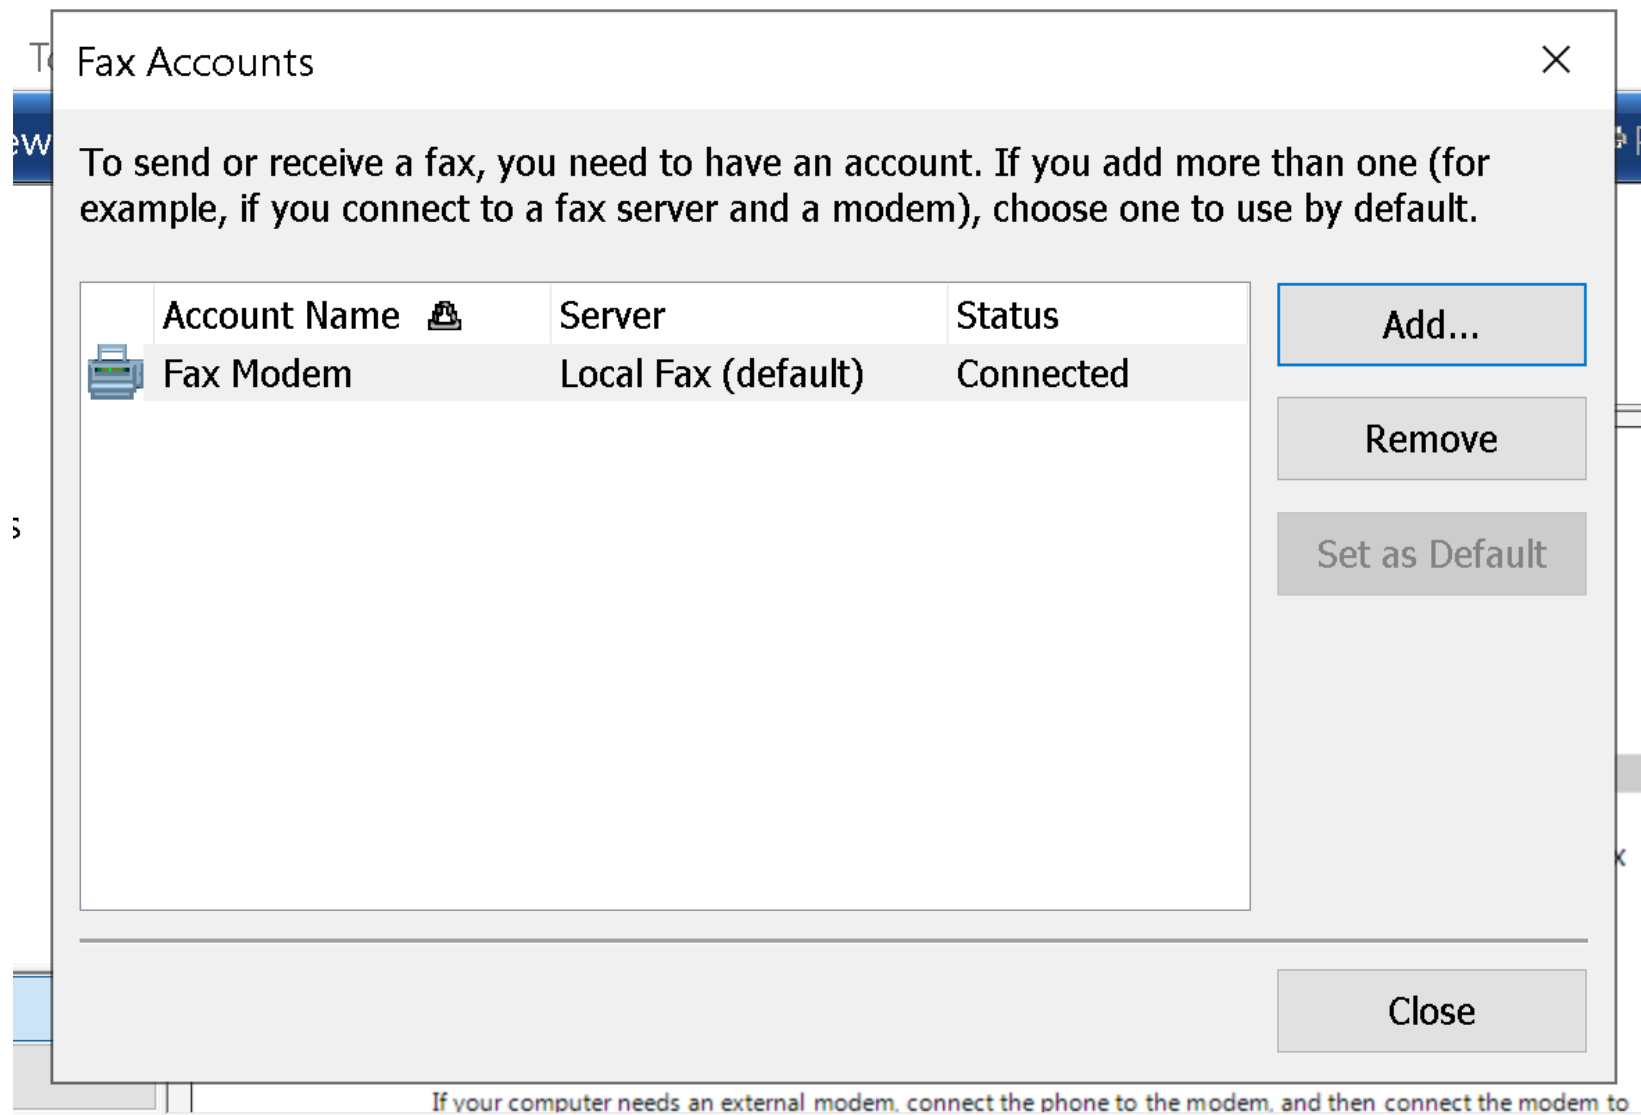 Fax Accounts
ew
To send or receive a fax, you need to have an account. If you add more than one (for
example, if you connect to a fax server and a modem), choose one to use by default.
Account Name Server Status
Fax Modem Local Fax (default) Connected
Add...
Remove
Set as Default
s
x
Close
If your computer needs an external modem, connect the phone to the modem, and then connect the modem to